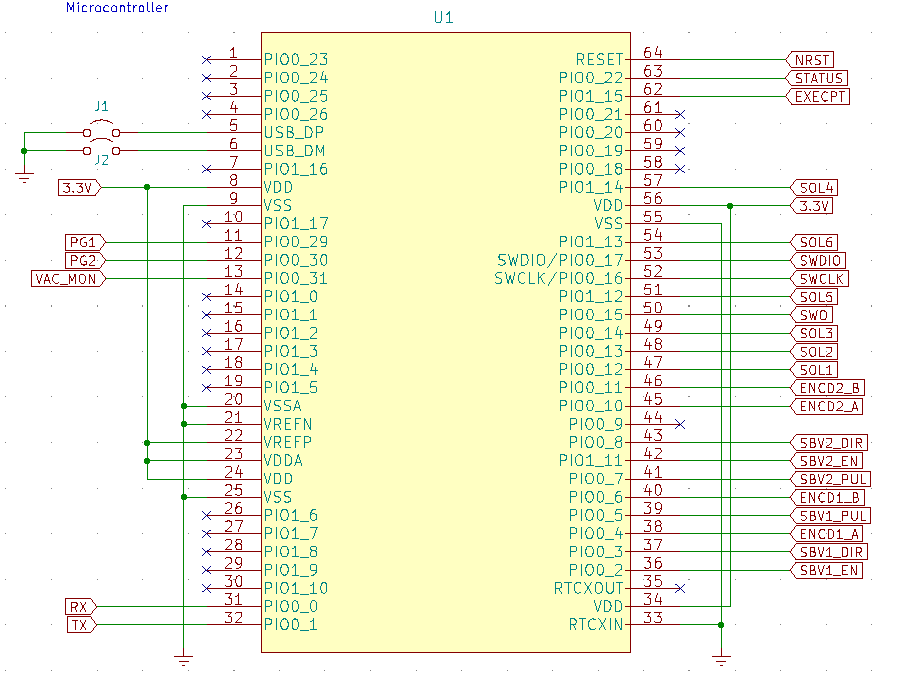 Microcontroller
U1
1 PIO0_23
2 PIO0_24
3 PIO0_25
4 PIO0_26
J1
5 USB_DP
6 USB_DM
J2
7 PIO1_16
3.3V 8 VDD
9 VSS
10 PIO1_17
PG1 11 PIO0_29
PG2 12 PIO0_30
VAC_MON 13 PIO0_31
14 PIO1_0
15 PIO1_1
16 PIO1_2
17 PIO1_3
18 PIO1_4
19 PIO1_5
20 VSSA
21 VREFN
22 VREFP
23 VDDA
24 VDD
25 VSS
26 PIO1_6
27 PIO1_7
28 PIO1_8
29 PIO1_9
30 PIO1_10
RX 31 PIO0_0
TX 32 PIO0_1
RESET 64 NRST
PIO0_22 63 STATUS
PIO1_15 62 EXECPT
PIO0_21 61
PIO0_20 60
PIO0_19 59
PIO0_18 58
PIO1_14 57 SOL4
VDD 56 3.3V
VSS 55
PIO1_13 54 SOL6
SWDIO/PIO0_17 53 SWDIO
SWCLK/PIO0_16 52 SWCLK
PIO1_12 51 SOL5
PIO0_15 50 SWO
PIO0_14 49 SOL3
PIO0_13 48 SOL2
PIO0_12 47 SOL1
PIO0_11 46 ENCD2_B
PIO0_10 45 ENCD2_A
PIO0_9 44
PIO0_8 43 SBV2_DIR
PIO1_11 42 SBV2_EN
PIO0_7 41 SBV2_PUL
PIO0_6 40 ENCD1_B
PIO0_5 39 SBV1_PUL
PIO0_4 38 ENCD1_A
PIO0_3 37 SBV1_DIR
PIO0_2 36 SBV1_EN
RTCXOUT 35
VDD 34
RTCXIN 33